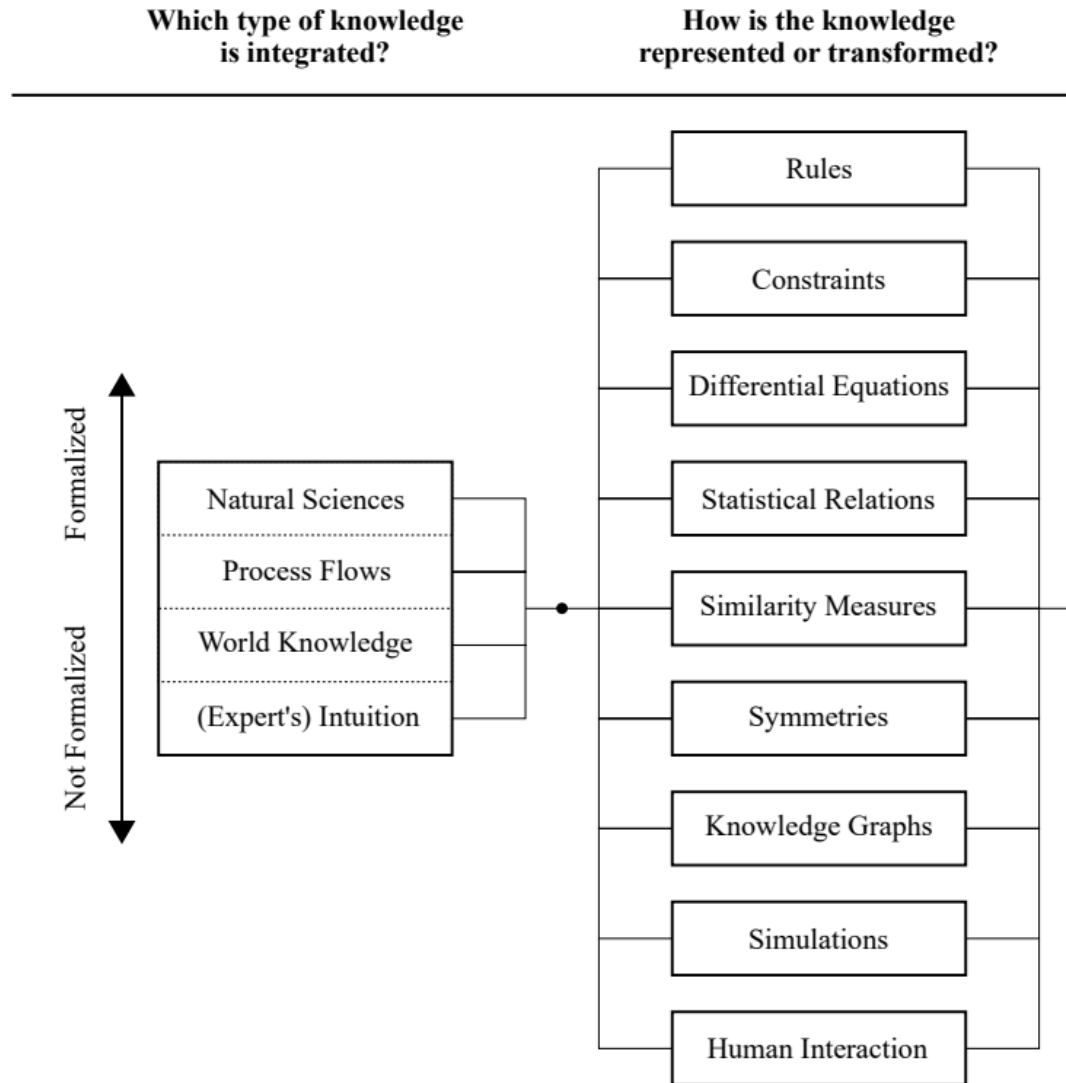 Which type of knowledge
is integrated?
How is the knowledge
represented or transformed?
Formalized
Not Formalized
Natural Sciences
Process Flows
World Knowledge
(Expert's) Intuition
Rules
Constraints
Differential Equations
Statistical Relations
Similarity Measures
Symmetries
Knowledge Graphs
Simulations
Human Interaction